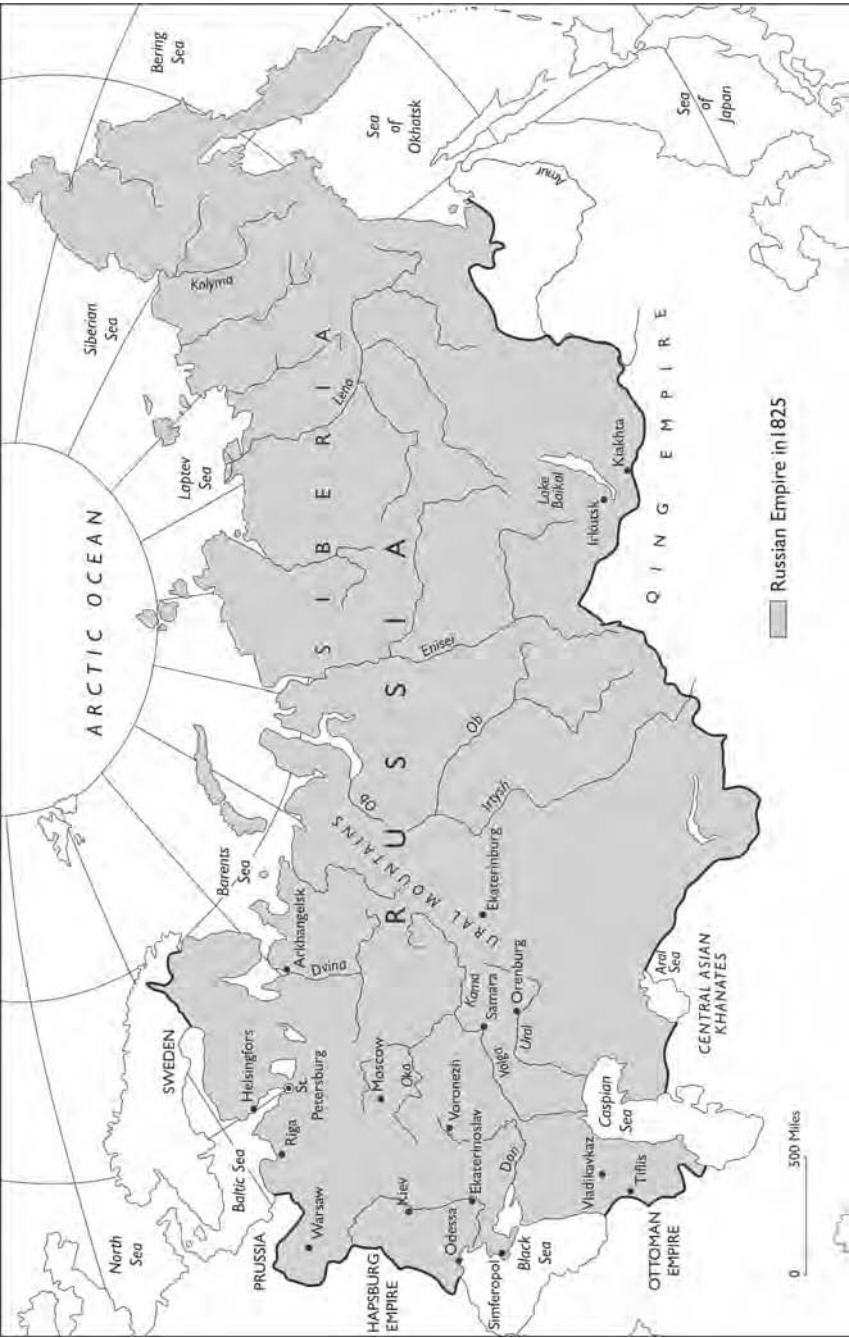 Bering
Sea
Siberian
Sea
Laptev
Sea
ARCTIC OCEAN
Barents
Sea
North
Sea
Sea
of
Okhotsk
Sea
of
Japan
Amur
Kolyma
Lena
SIBERIA
RUSSIA
Enisei
Ob
Ob
Irtysh
URAL MOUNTAINS
Lake
Baikal
Irkutsk
Kiakhta
QING EMPIRE
SWEDEN
Baltic Sea
PRUSSIA
HAPSBURG
EMPIRE
Arkhangelsk
Dvina
Helsingfors
St.
Petersburg
Riga
Warsaw
Moscow
Oka
Kama
Ekaterinburg
Samara
Orenburg
Ural
Volga
Voronezh
Kiev
Ekaterinoslav
Don
Odessa
Simferopol
Black
Sea
Vladikavkaz
Tiflis
Caspian
Sea
Aral
Sea
CENTRAL ASIAN
KHANATES
OTTOMAN
EMPIRE
0 500 Miles
Russian Empire in 1825